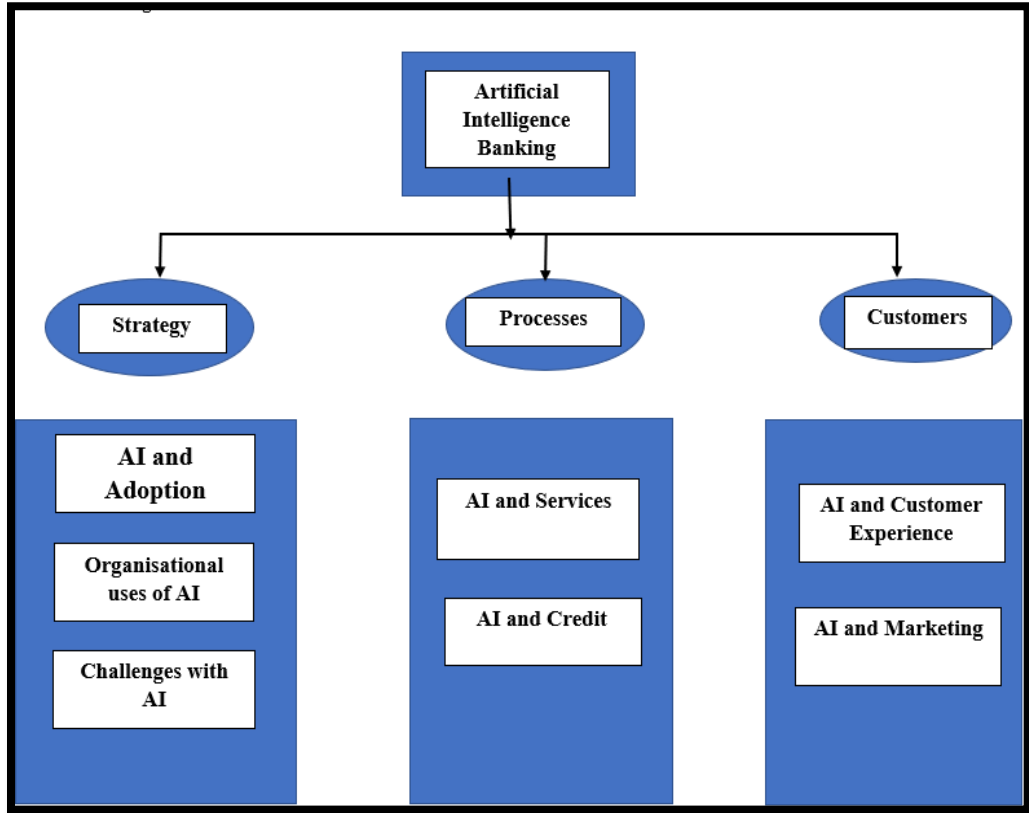 Artificial
Intelligence
Banking
Strategy
Processes
Customers
AI and
Adoption
Organisational
uses of AI
Challenges with
AI
AI and Services
AI and Credit
AI and Customer
Experience
AI and Marketing